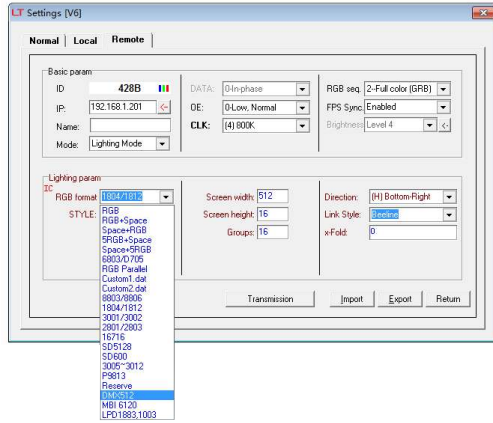 LT Settings [V6]
Normal Local Remote
Basic param
ID 428B
IP: 192.168.1.201 <-
Name:
Mode: Lighting Mode
DATA: 0-In-phase
OE: 0-Low, Normal
CLK: (4) 800K
RGB seq. 2--Full color (GRB)
FPS Sync. Enabled
Brightness Level 4 <-
Lighting param
IC
RGB format 1804/1812
STYLE:
RGB
RGB+Space
Space+RGB
5RGB+Space
Space+5RGB
6803/D705
RGB Parallel
Custom1.dat
Custom2.dat
8803/8806
1804/1812
3001/3002
2801/2803
16716
SD5128
SD600
3005~3012
P9813
Reserve
DMX512
MBI 6120
LPD1883,1003
Screen width: 512
Screen height: 16
Groups: 16
Direction: (H) Bottom-Right
Link Style: Beeline
x-Fold: 0
Transmission Import Export Return